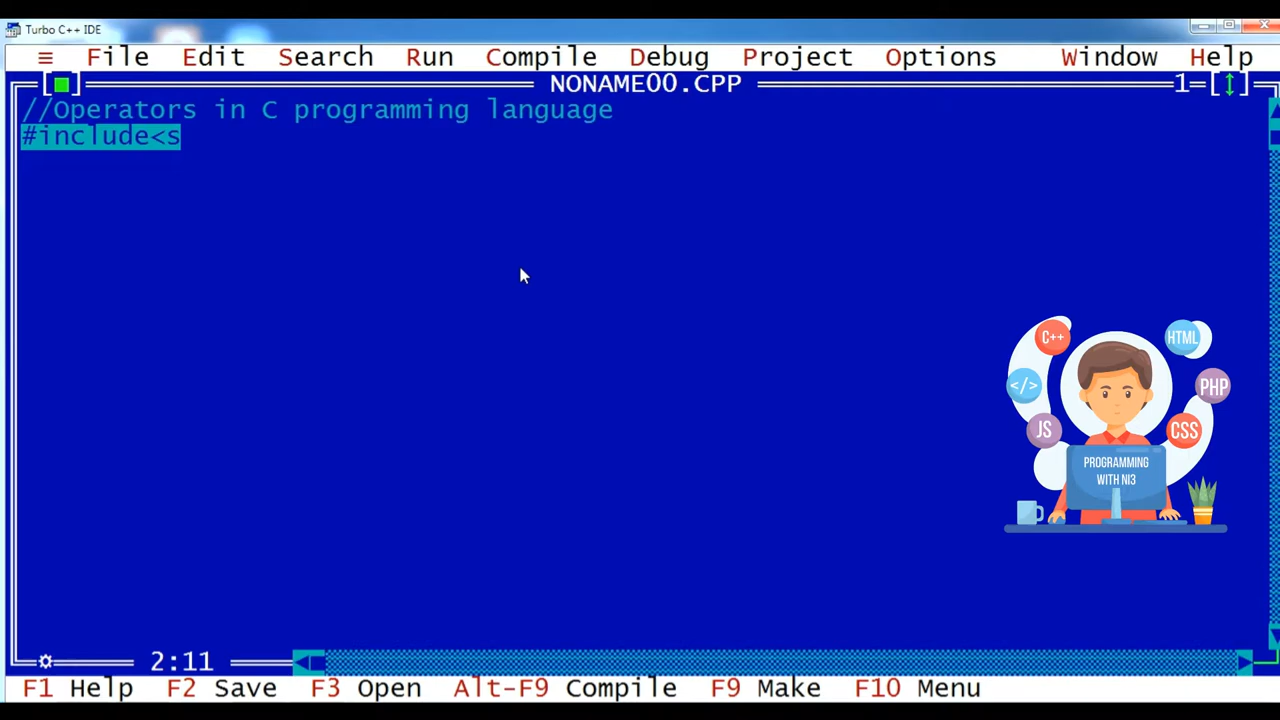 Turbo C++ IDE
≡ File Edit Search Run Compile Debug Project Options Window Help
NONAME00.CPP 1
//Operators in C programming language
#include<s
C++
HTML
</>
PHP
JS
CSS
PROGRAMMING
WITH NI3
2:11
F1 Help F2 Save F3 Open Alt-F9 Compile F9 Make F10 Menu